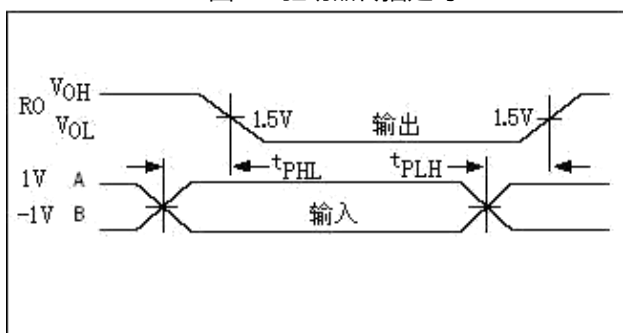 RO VOH
VOL
1.5V 输出 1.5V
tPHL tPLH
1V A
-1V B 输入